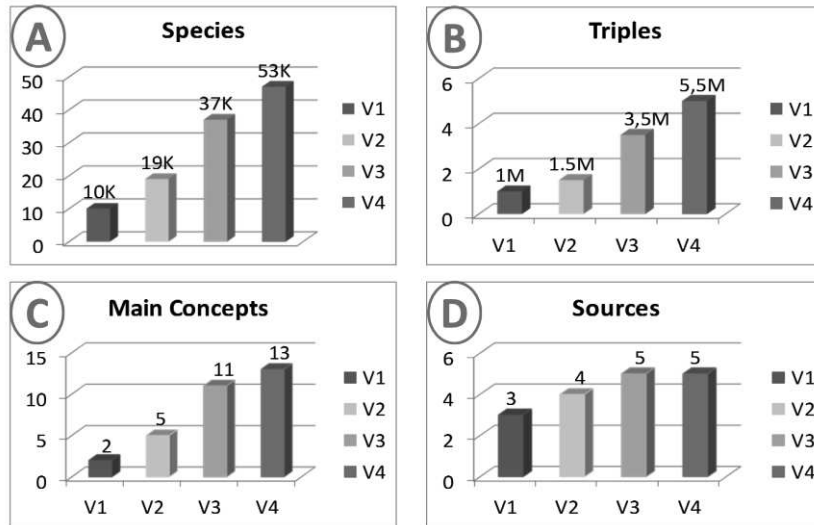 A
Species
50
40
30
20
10
0
10K
19K
37K
53K
V1
V2
V3
V4
B
Triples
6
4
2
0
1M
1.5M
3,5M
5,5M
V1 V2 V3 V4
V1
V2
V3
V4
C
Main Concepts
15
10
5
0
2
5
11
13
V1 V2 V3 V4
V1
V2
V3
V4
D
Sources
6
4
2
0
3
4
5
5
V1 V2 V3 V4
V1
V2
V3
V4